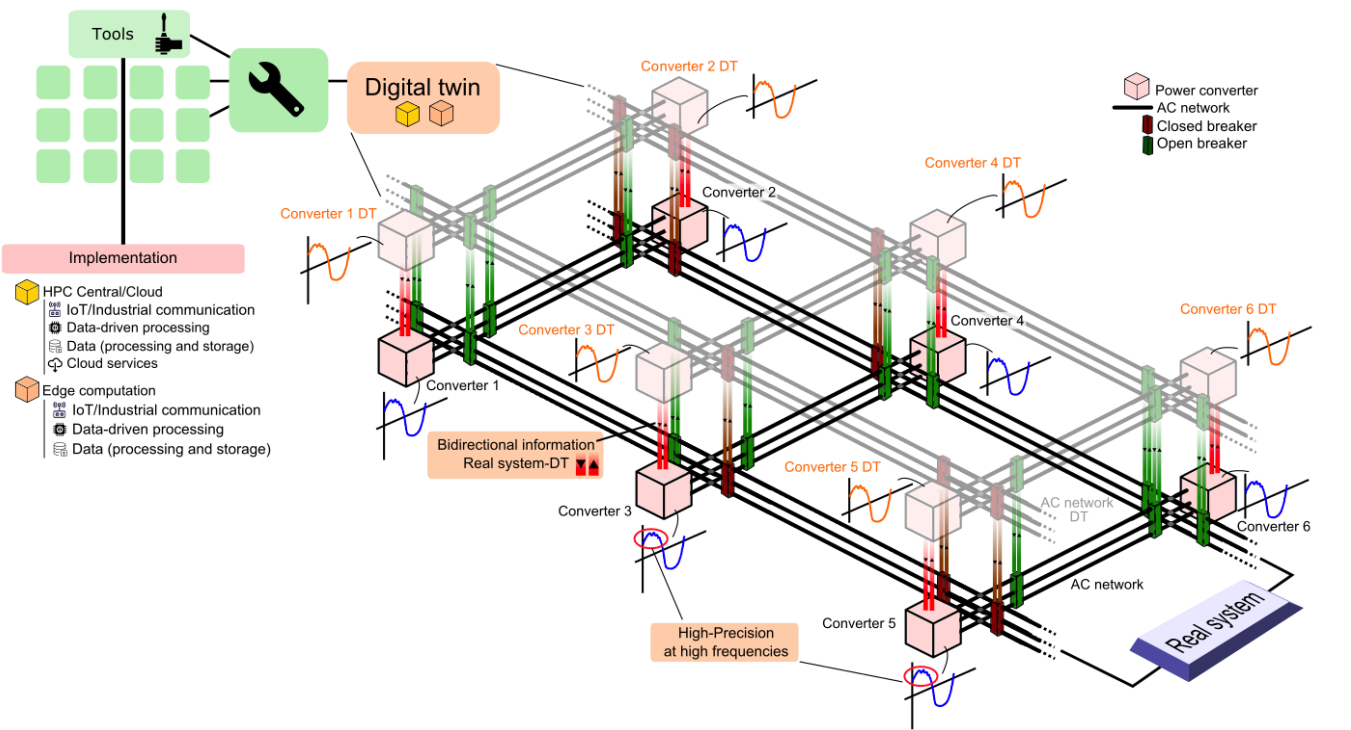 Tools
Digital twin
Implementation
HPC Central/Cloud
IoT/Industrial communication
Data-driven processing
Data (processing and storage)
Cloud services
Edge computation
IoT/Industrial communication
Data-driven processing
Data (processing and storage)
Converter 1 DT
Converter 2 DT
Converter 3 DT
Converter 4 DT
Converter 5 DT
Converter 6 DT
Converter 1
Converter 2
Converter 3
Converter 4
Converter 5
Converter 6
Bidirectional information
Real system-DT
High-Precision
at high frequencies
AC network
DT
AC network
Real system
Power converter
AC network
Closed breaker
Open breaker